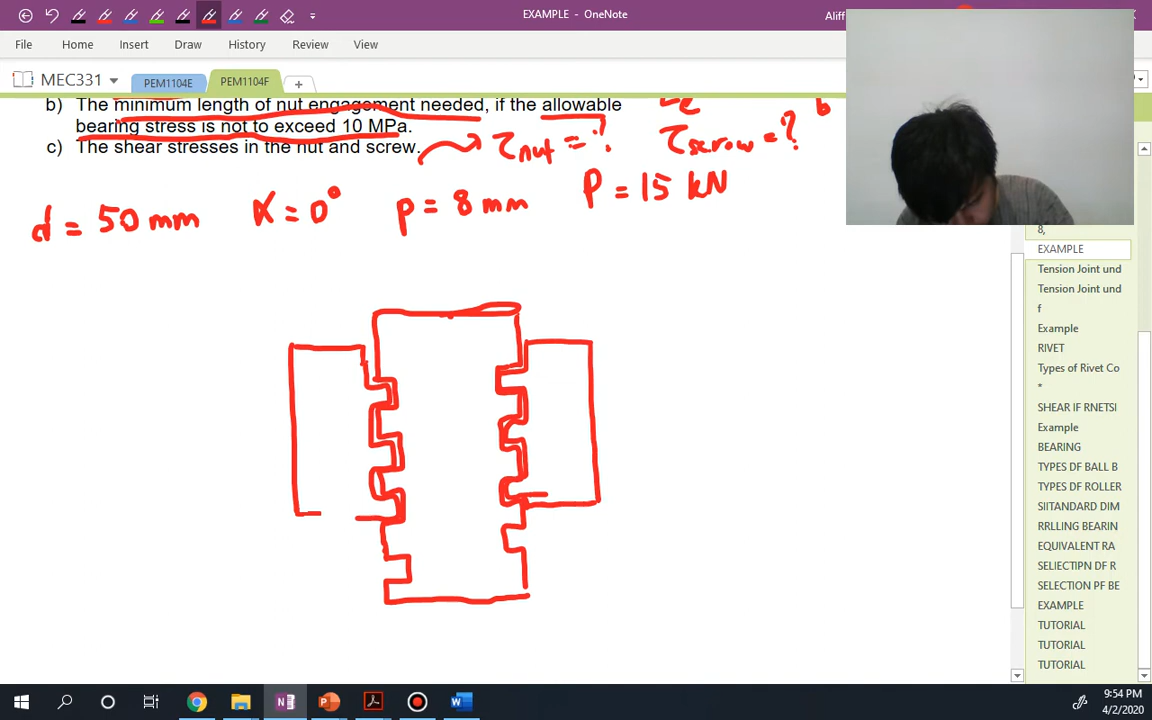 EXAMPLE - OneNote
Aliff
File Home Insert Draw History Review View
MEC331 PEM1104E PEM1104F
b) The minimum length of nut engagement needed, if the allowable
bearing stress is not to exceed 10 MPa.
c) The shear stresses in the nut and screw.
τnut = ?
τscrew = ?
b
d = 50 mm
α = 0°
p = 8 mm
P = 15 kN
8,
EXAMPLE
Tension Joint und
Tension Joint und
f
Example
RIVET
Types of Rivet Co
*
SHEAR IF RNETSI
Example
BEARING
TYPES DF BALL B
TYPES DF ROLLER
SIITANDARD DIM
RRLLING BEARIN
EQUIVALENT RA
SELIECTIPN DF R
SELECTION PF BE
EXAMPLE
TUTORIAL
TUTORIAL
TUTORIAL
9:54 PM
4/2/2020